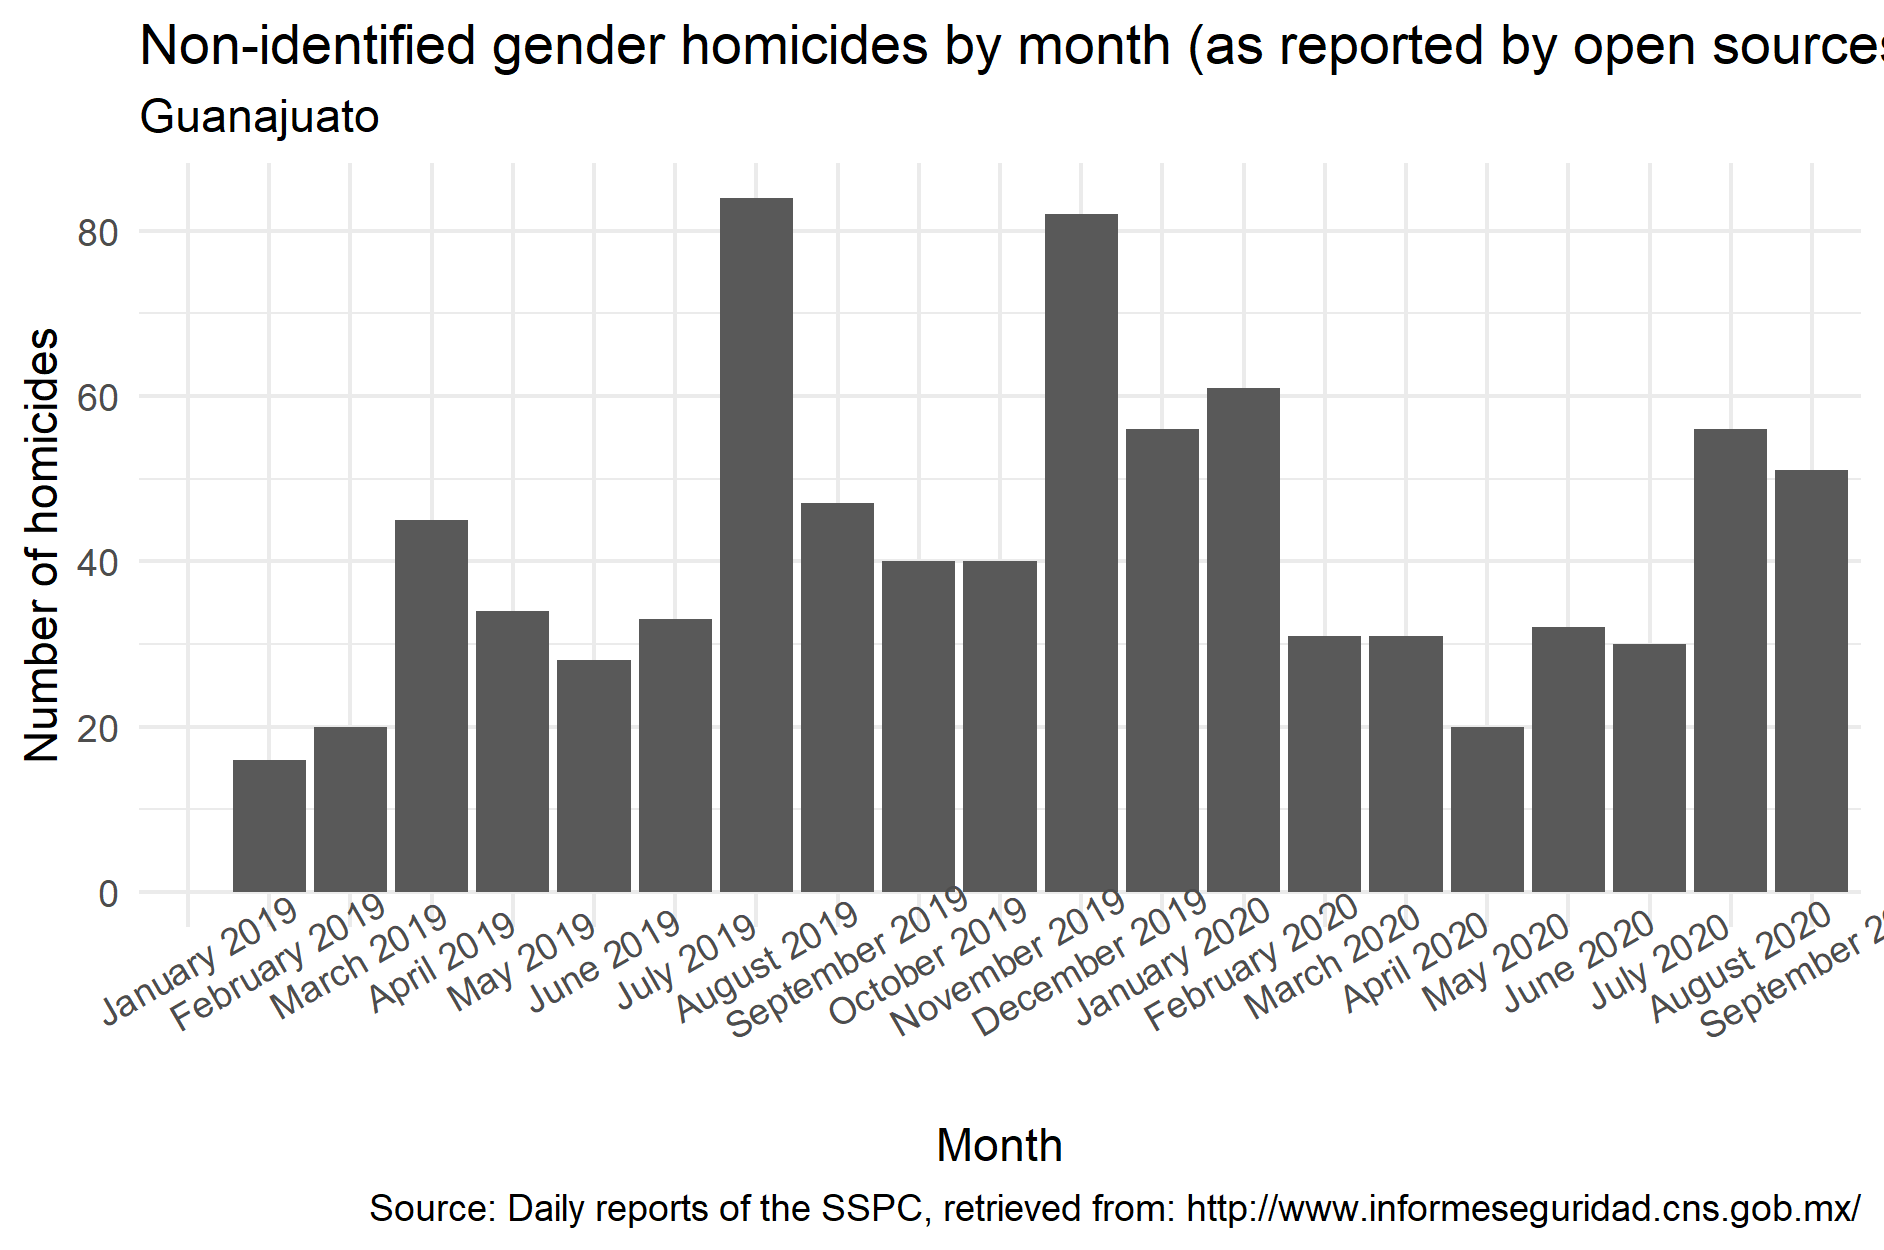 Non-identified gender homicides by month (as reported by open sources
Guanajuato
Number of homicides
80
60
40
20
0
January 2019
February 2019
March 2019
April 2019
May 2019
June 2019
July 2019
August 2019
September 2019
October 2019
November 2019
December 2019
January 2020
February 2020
March 2020
April 2020
May 2020
June 2020
July 2020
August 2020
September
Month
Source: Daily reports of the SSPC, retrieved from: http://www.informeseguridad.cns.gob.mx/